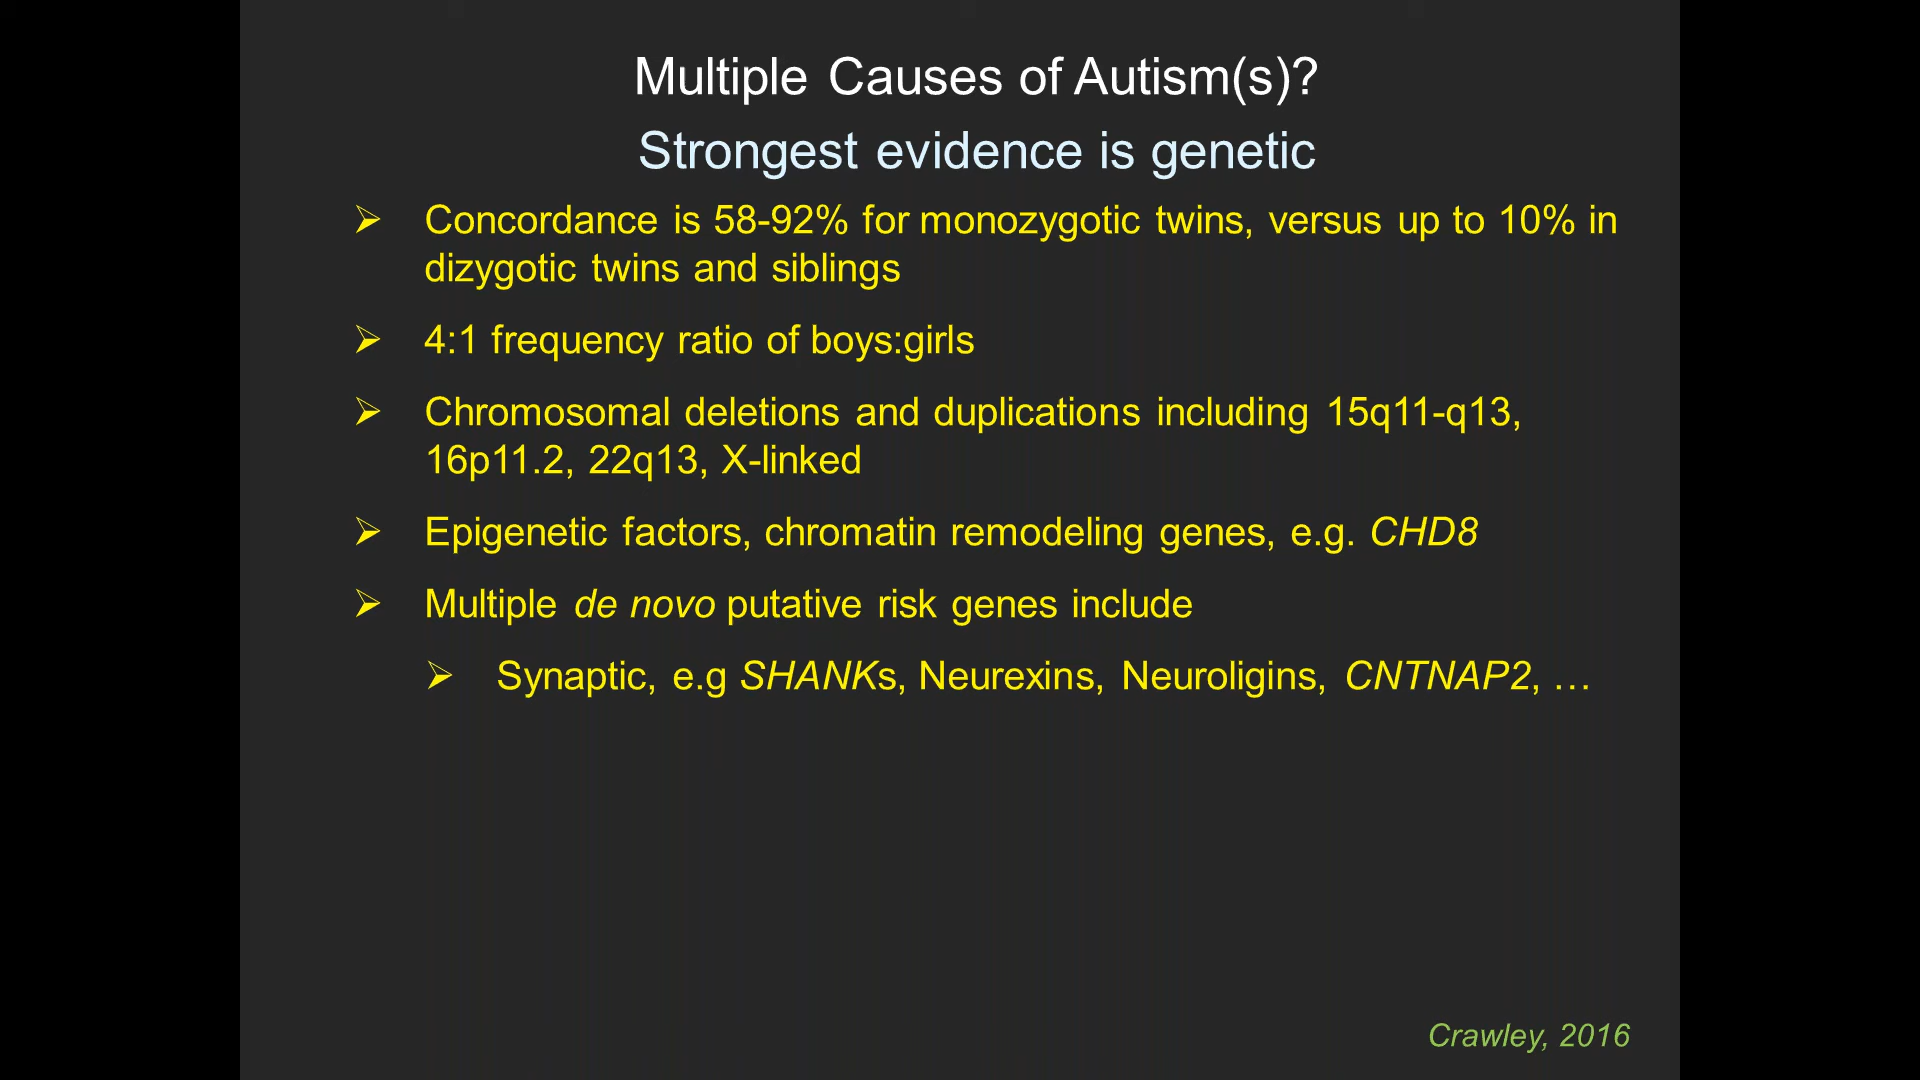 Multiple Causes of Autism(s)?
Strongest evidence is genetic
➢ Concordance is 58-92% for monozygotic twins, versus up to 10% in
dizygotic twins and siblings
➢ 4:1 frequency ratio of boys:girls
➢ Chromosomal deletions and duplications including 15q11-q13,
16p11.2, 22q13, X-linked
➢ Epigenetic factors, chromatin remodeling genes, e.g. CHD8
➢ Multiple de novo putative risk genes include
➢ Synaptic, e.g SHANKs, Neurexins, Neuroligins, CNTNAP2, …
Crawley, 2016